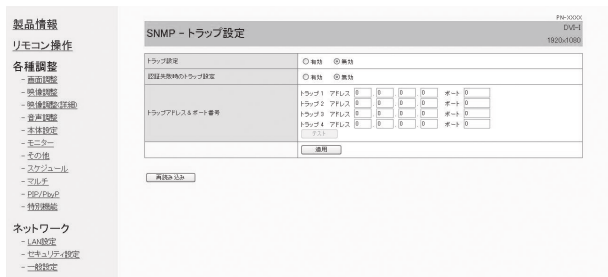 製品情報
リモコン操作
各種調整
- 画面調整
- 映像調整
- 映像調整(詳細)
- 音声調整
- 本体設定
- モニター
- その他
- スケジュール
- マルチ
- PIP/PbyP
- 特別機能
ネットワーク
- LAN設定
- セキュリティ設定
- 一般設定
PN-XXXX
SNMP - トラップ設定
DVI-I
1920x1080
トラップ設定 有効 無効
認証失敗時のトラップ設定 有効 無効
トラップアドレス&ポート番号
トラップ1 アドレス 0 . 0 . 0 . 0 ポート 0
トラップ2 アドレス 0 . 0 . 0 . 0 ポート 0
トラップ3 アドレス 0 . 0 . 0 . 0 ポート 0
トラップ4 アドレス 0 . 0 . 0 . 0 ポート 0
テスト
適用
再読み込み